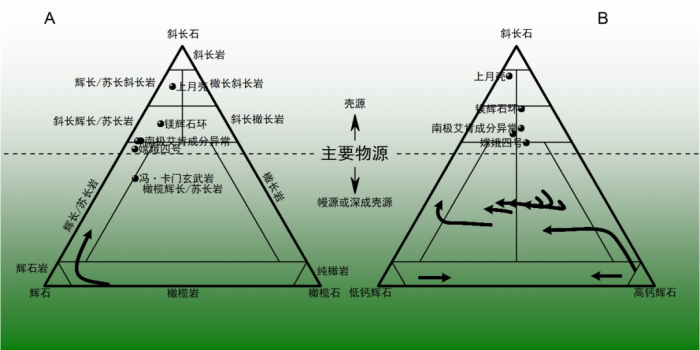 A
斜长石
斜长岩
辉长/苏长斜长岩
上月壳
橄长斜长岩
斜长辉长/苏长岩
镁辉石环
斜长橄长岩
南极艾肯成分异常
嫦娥四号
冯·卡门玄武岩
橄榄辉长/苏长岩
辉长/苏长岩
橄长岩
辉石岩
纯橄岩
辉石
橄榄岩
橄榄石
壳源
主要物源
幔源或深成壳源
B
斜长石
上月壳
镁辉石环
南极艾肯成分异常
嫦娥四号
低钙辉石
高钙辉石